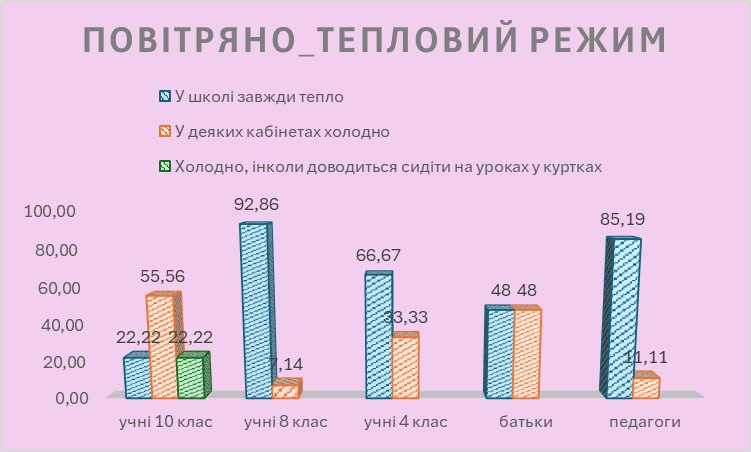 ПОВІТРЯНО_ТЕПЛОВИЙ РЕЖИМ
У школі завжди тепло
У деяких кабінетах холодно
Холодно, інколи доводиться сидіти на уроках у куртках
100,00
80,00
60,00
40,00
20,00
0,00
22,22
55,56
22,22
92,86
7,14
66,67
33,33
48
48
85,19
11,11
учні 10 клас
учні 8 клас
учні 4 клас
батьки
педагоги